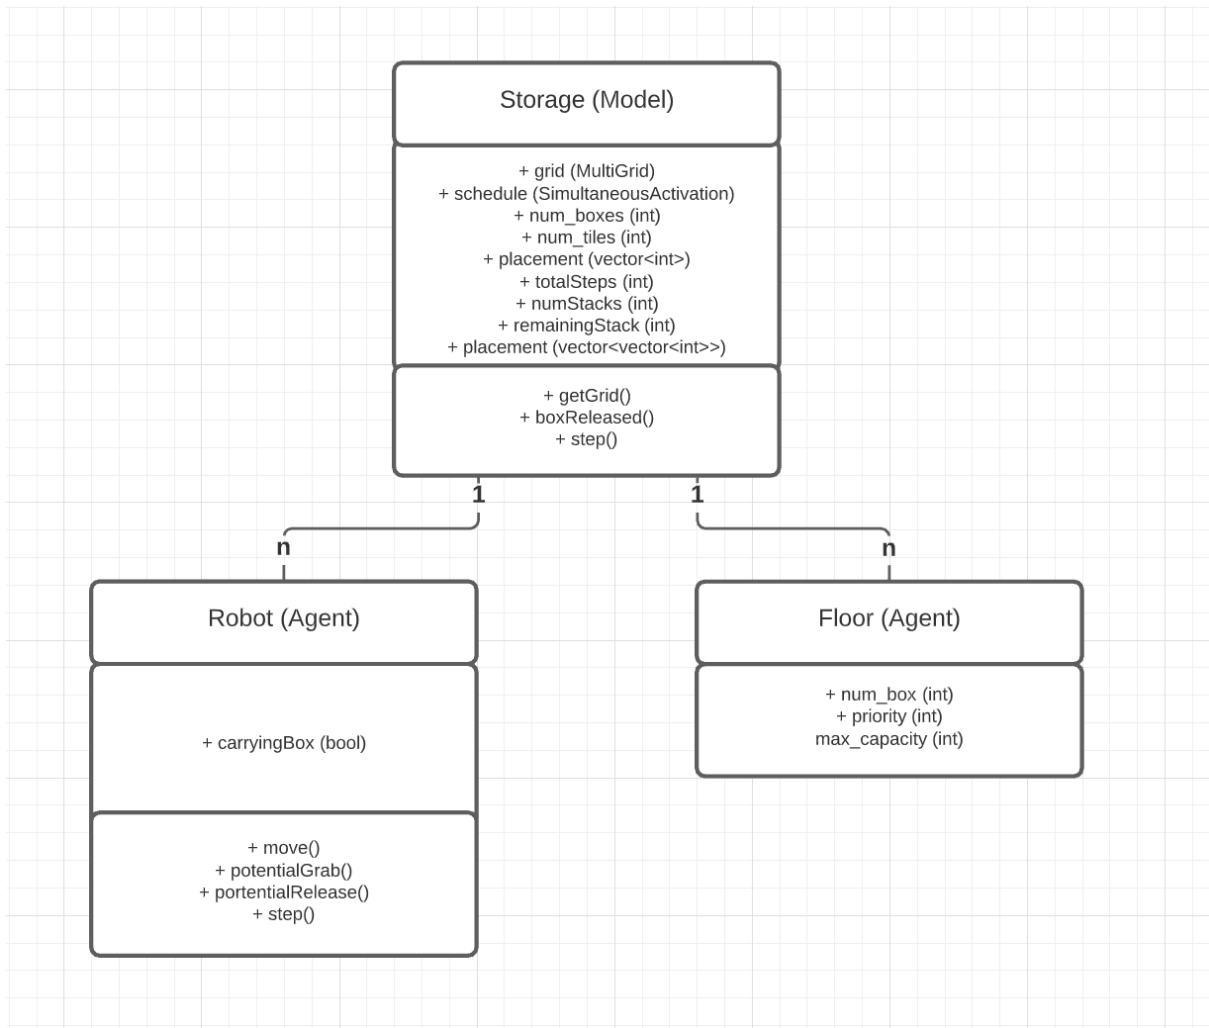 Storage (Model)
+ grid (MultiGrid)
+ schedule (SimultaneousActivation)
+ num_boxes (int)
+ num_tiles (int)
+ placement (vector<int>)
+ totalSteps (int)
+ numStacks (int)
+ remainingStack (int)
+ placement (vector<vector<int>>)
+ getGrid()
+ boxReleased()
+ step()
1
1
n
n
Robot (Agent)
+ carryingBox (bool)
+ move()
+ potentialGrab()
+ portentialRelease()
+ step()
Floor (Agent)
+ num_box (int)
+ priority (int)
max_capacity (int)